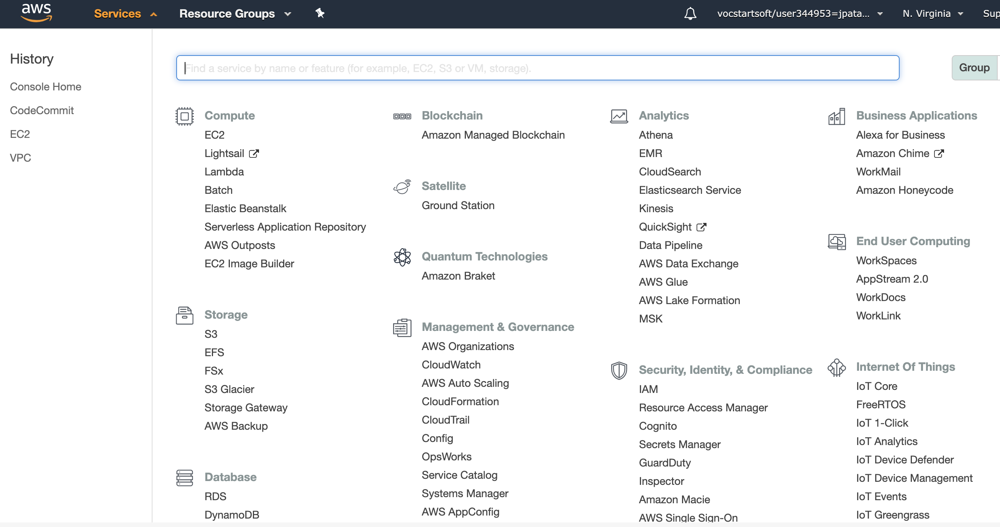 aws
Services
Resource Groups
vocstartsoft/user344953=jpata...
N. Virginia
History
Console Home
CodeCommit
EC2
VPC
Find a service by name or feature (for example, EC2, S3 or VM, storage).
Group
Compute
EC2
Lightsail
Lambda
Batch
Elastic Beanstalk
Serverless Application Repository
AWS Outposts
EC2 Image Builder
Storage
S3
EFS
FSx
S3 Glacier
Storage Gateway
AWS Backup
Database
RDS
DynamoDB
Blockchain
Amazon Managed Blockchain
Satellite
Ground Station
Quantum Technologies
Amazon Braket
Management & Governance
AWS Organizations
CloudWatch
AWS Auto Scaling
CloudFormation
CloudTrail
Config
OpsWorks
Service Catalog
Systems Manager
AWS AppConfig
Analytics
Athena
EMR
CloudSearch
Elasticsearch Service
Kinesis
QuickSight
Data Pipeline
AWS Data Exchange
AWS Glue
AWS Lake Formation
MSK
Security, Identity, & Compliance
IAM
Resource Access Manager
Cognito
Secrets Manager
GuardDuty
Inspector
Amazon Macie
AWS Single Sign-On
Business Applications
Alexa for Business
Amazon Chime
WorkMail
Amazon Honeycode
End User Computing
WorkSpaces
AppStream 2.0
WorkDocs
WorkLink
Internet Of Things
IoT Core
FreeRTOS
IoT 1-Click
IoT Analytics
IoT Device Defender
IoT Device Management
IoT Events
IoT Greengrass